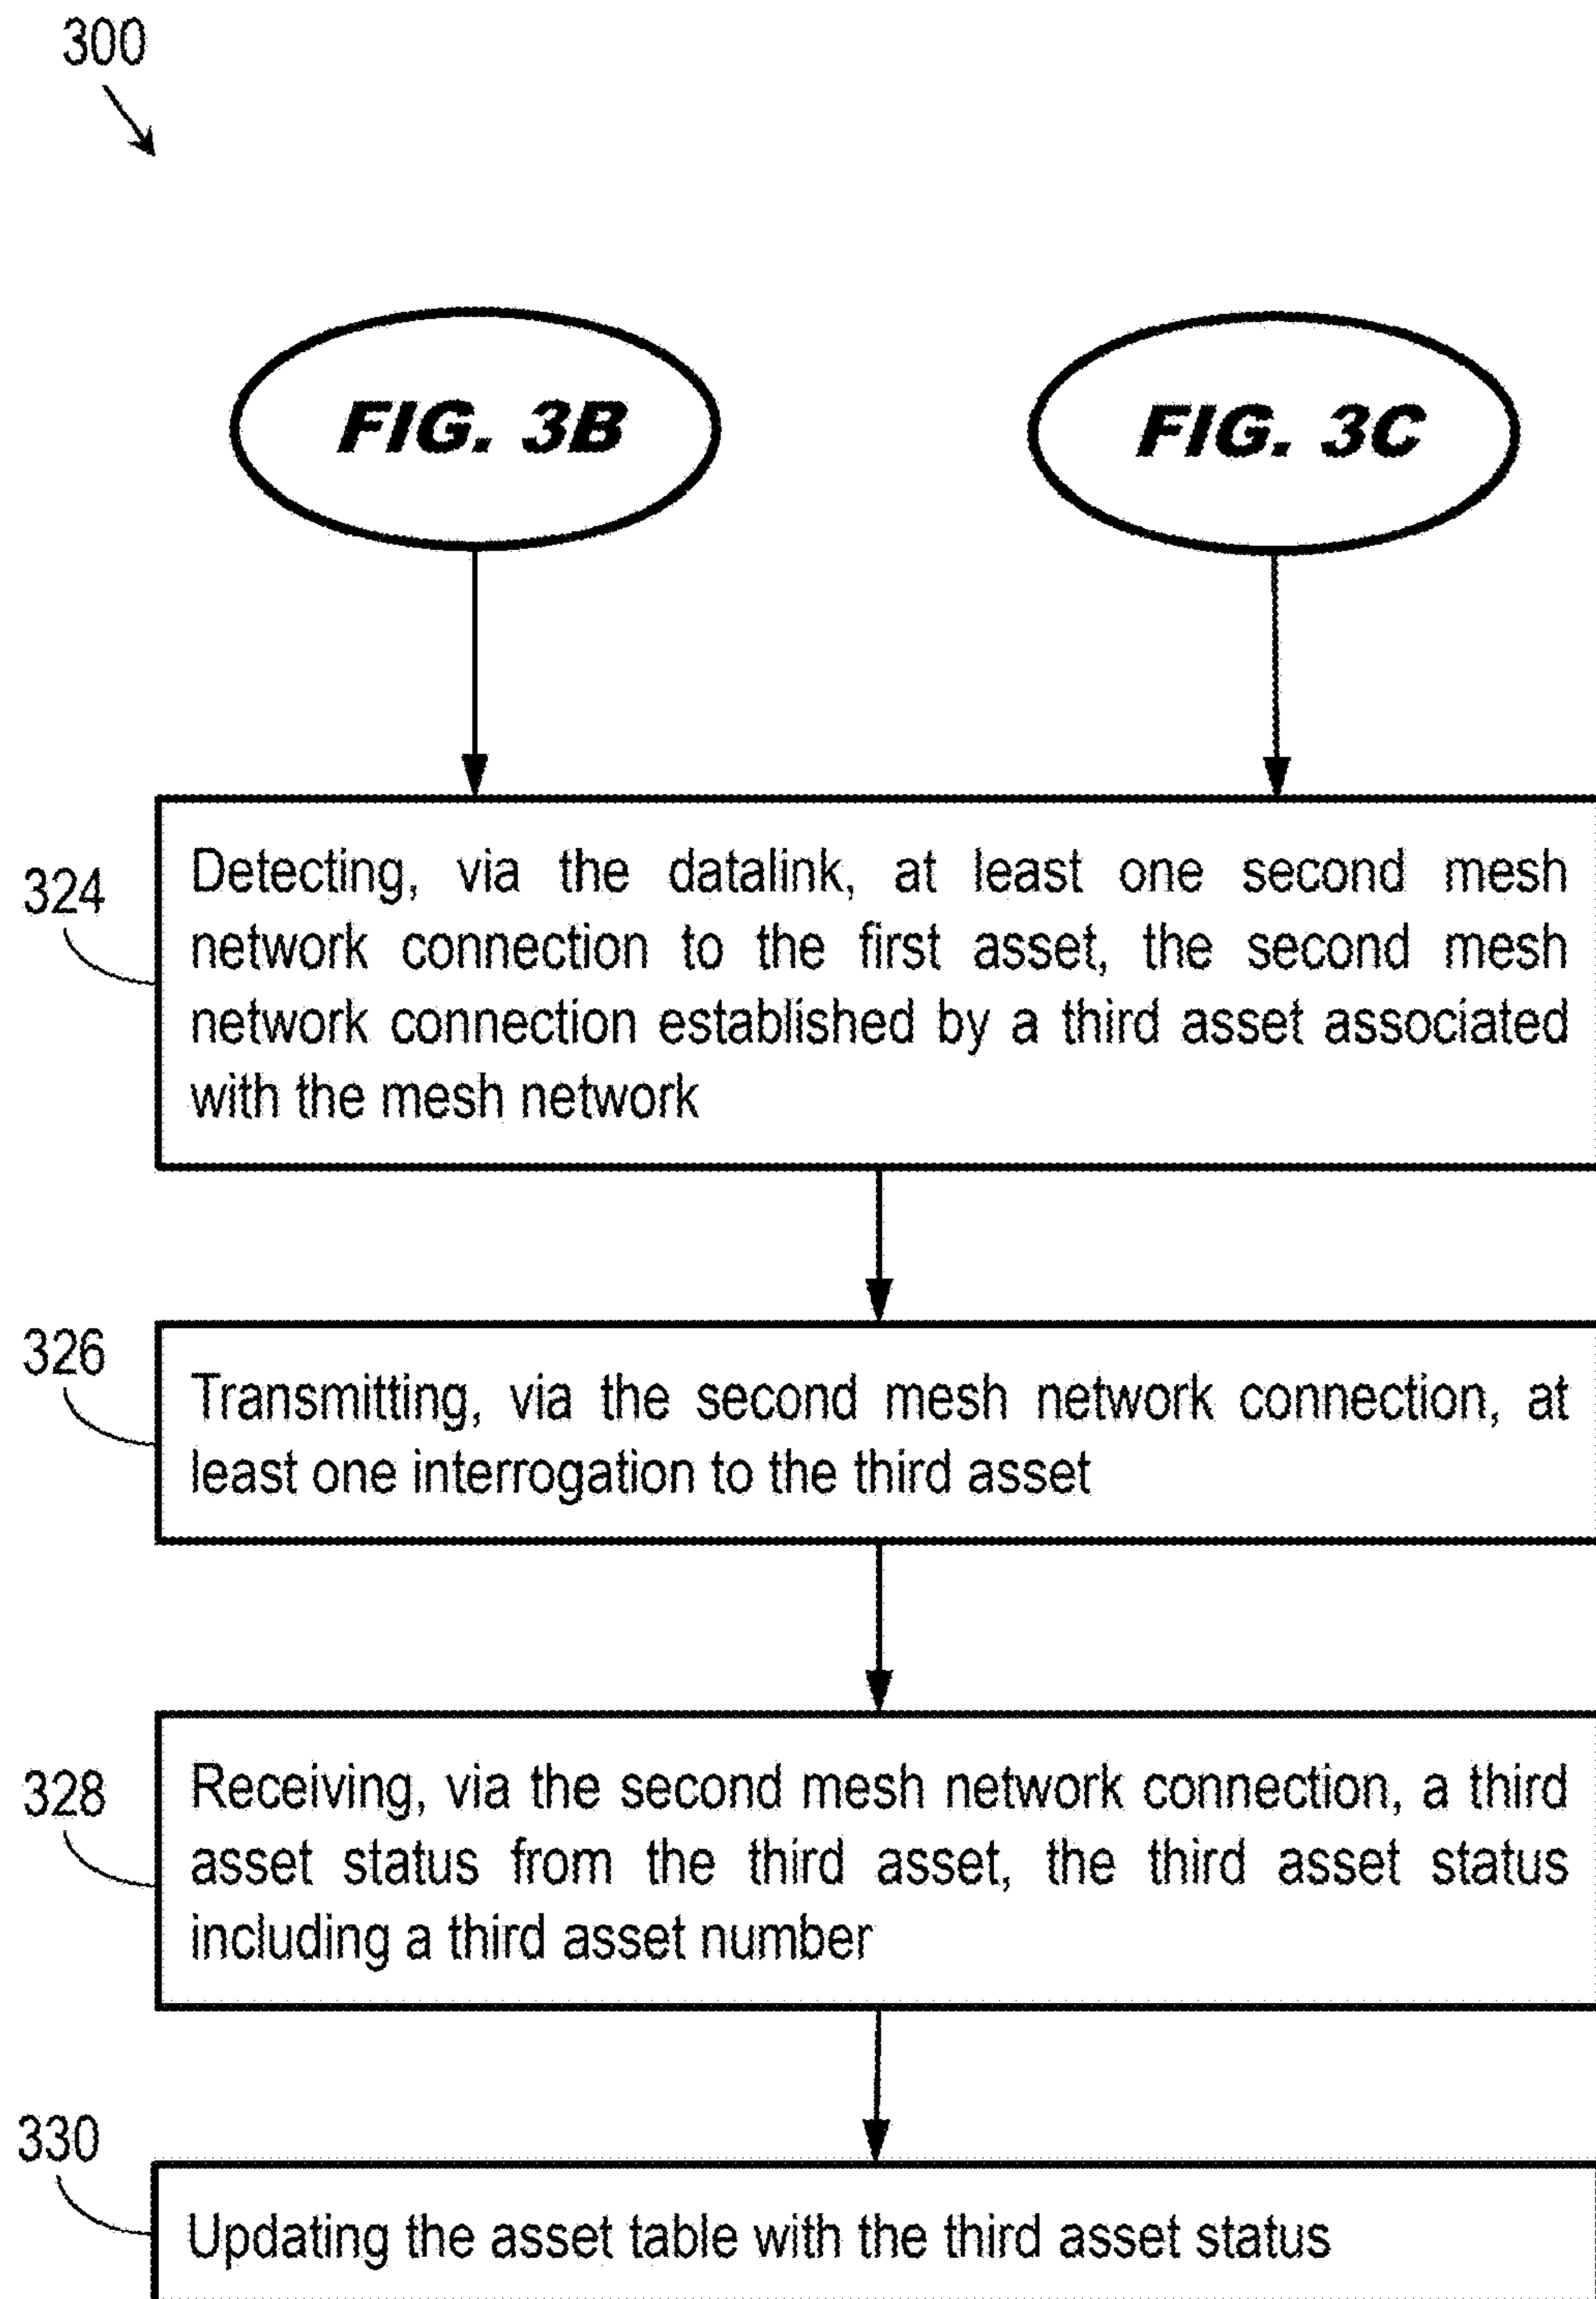 300
FIG. 3B
FIG. 3C
324
Detecting, via the datalink, at least one second mesh
network connection to the first asset, the second mesh
network connection established by a third asset associated
with the mesh network
326
Transmitting, via the second mesh network connection, at
least one interrogation to the third asset
328
Receiving, via the second mesh network connection, a third
asset status from the third asset, the third asset status
including a third asset number
330
Updating the asset table with the third asset status